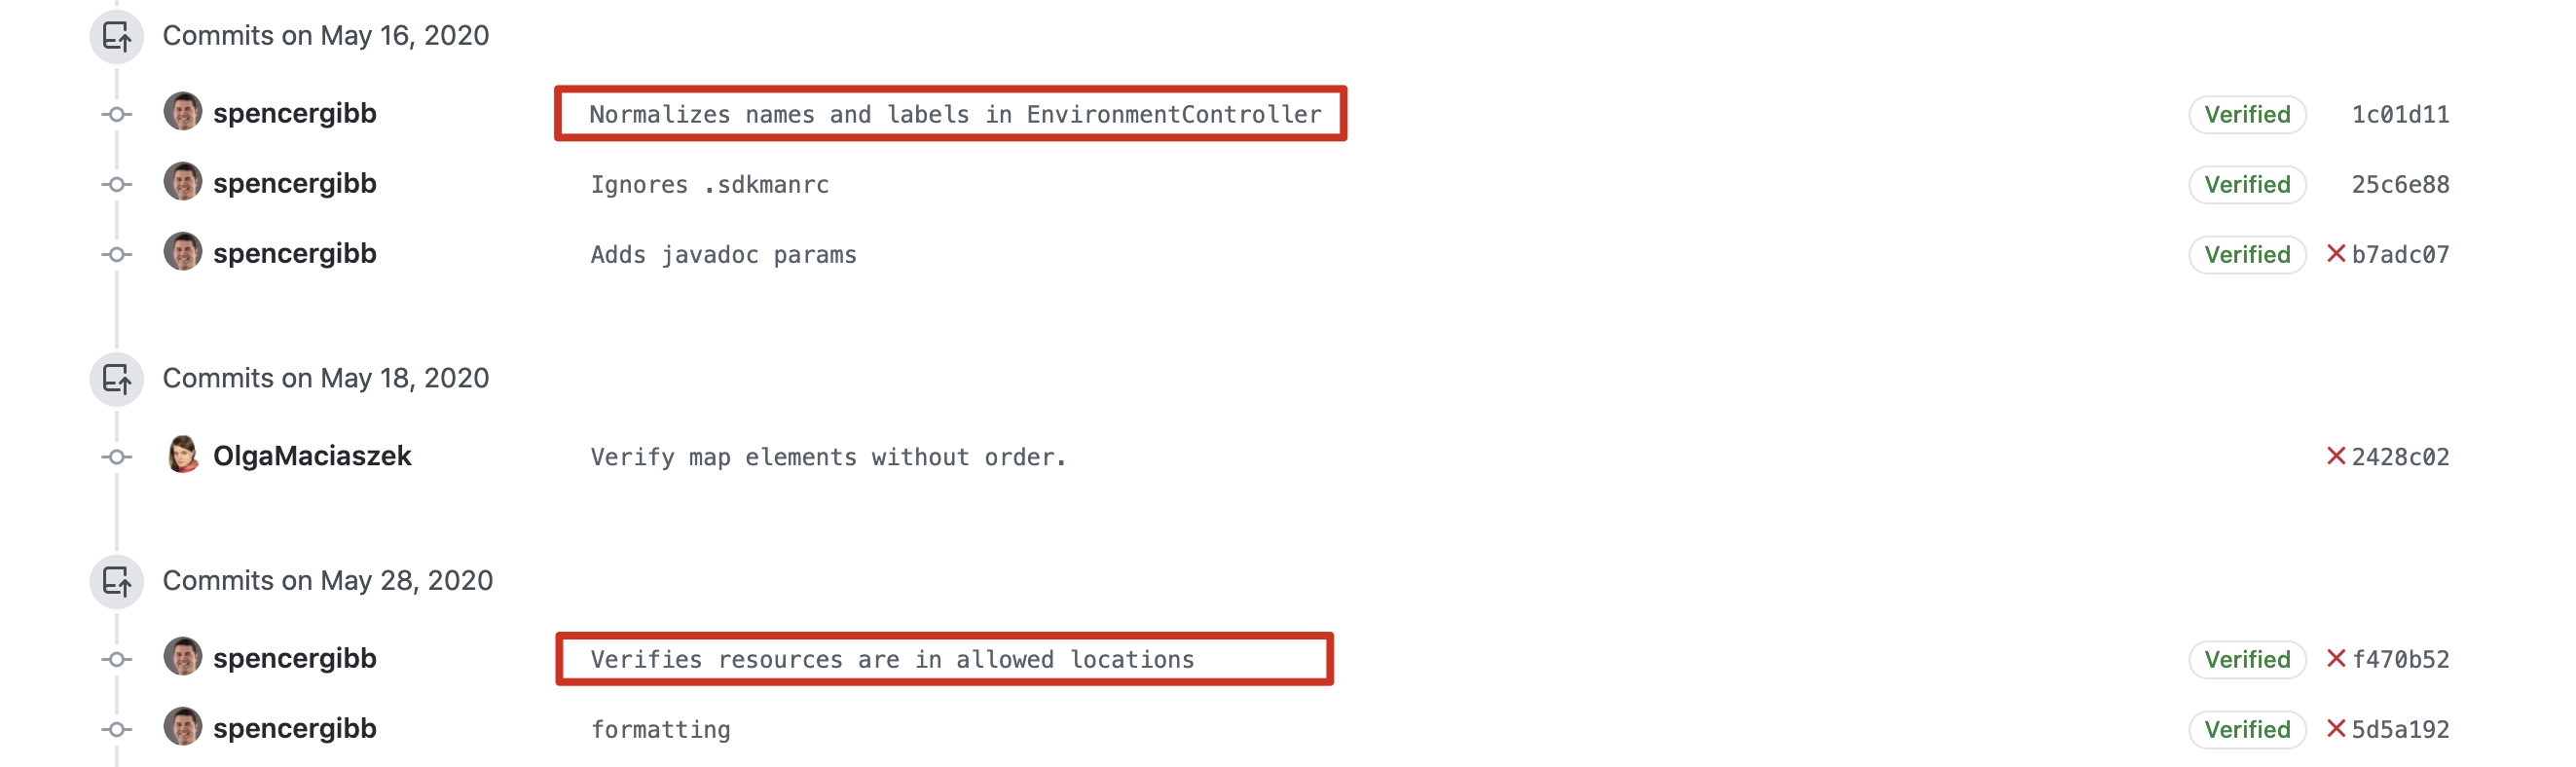 Commits on May 16, 2020
spencergibb Normalizes names and labels in EnvironmentController Verified 1c01d11
spencergibb Ignores .sdkmanrc Verified 25c6e88
spencergibb Adds javadoc params Verified b7adc07
Commits on May 18, 2020
OlgaMaciaszek Verify map elements without order. 2428c02
Commits on May 28, 2020
spencergibb Verifies resources are in allowed locations Verified f470b52
spencergibb formatting Verified 5d5a192